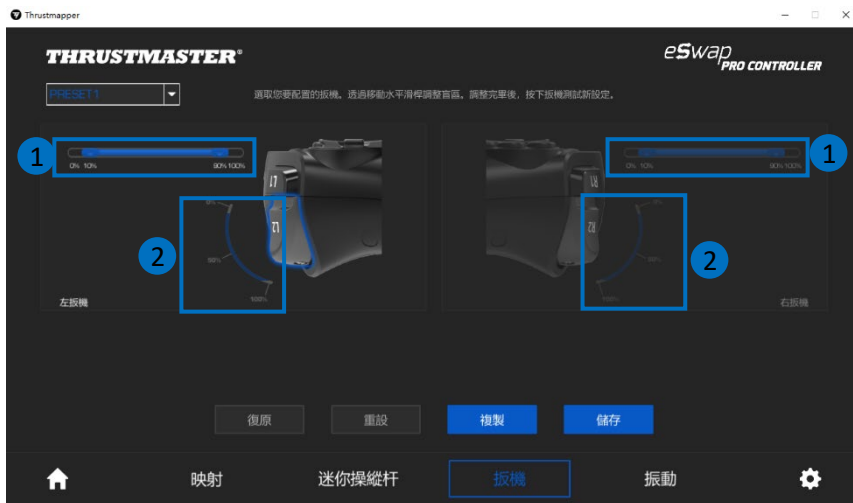 Thrustmapper
THRUSTMASTER®
eSwap
PRO CONTROLLER
PRESET1
選取您要配置的扳機。透過移動水平滑桿調整盲區。調整完畢後，按下扳機測試新設定。
1
0% 10% 90% 100%
L1
L2
2
0%
50%
100%
左扳機
1
0% 10% 90% 100%
R1
R2
2
0%
50%
100%
右扳機
復原
重設
複製
儲存
映射
迷你操縱杆
扳機
振動